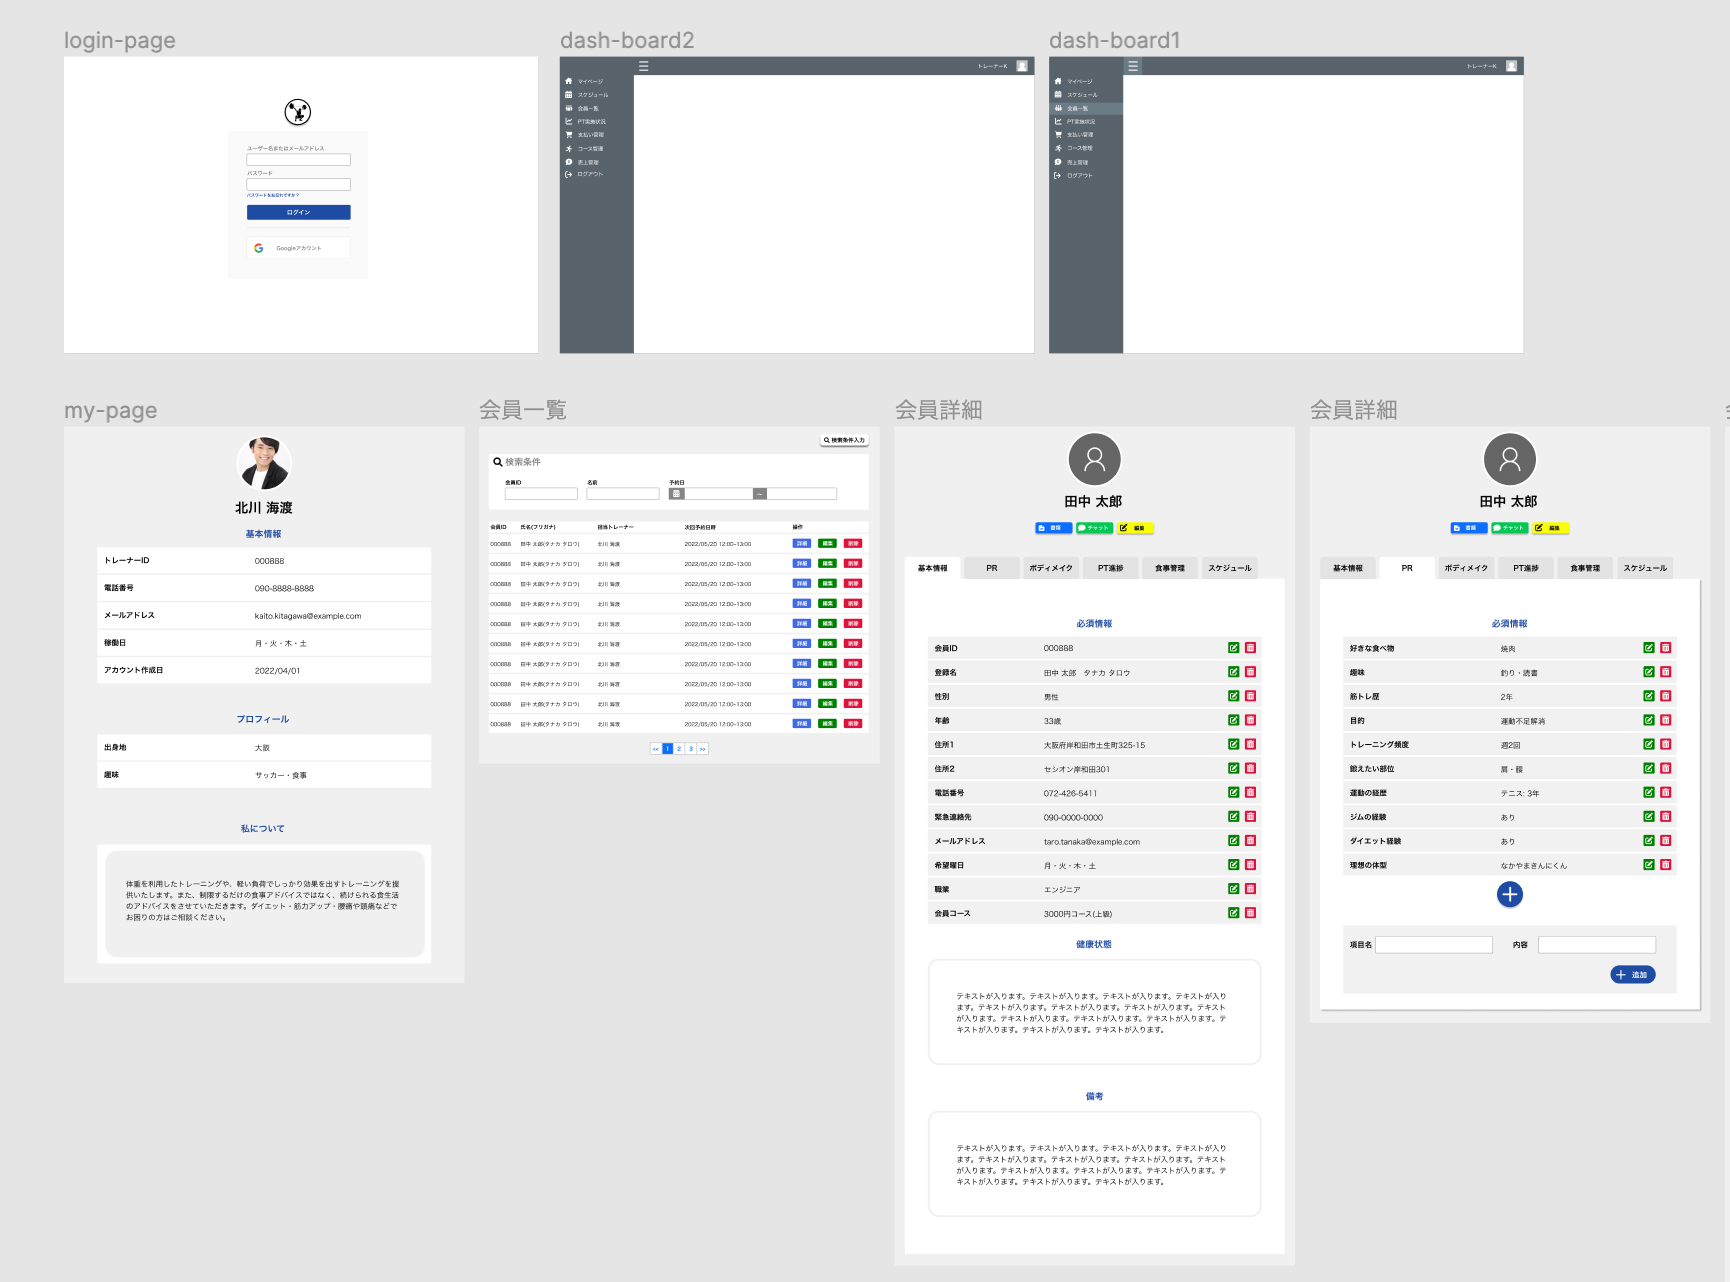 login-page
ユーザー名またはメールアドレス
パスワード
パスワードをお忘れですか?
ログイン
Googleアカウント
dash-board2
トレーナーK
マイページ
スケジュール
会員一覧
PT実施状況
支払い管理
コース管理
売上管理
ログアウト
dash-board1
トレーナーK
マイページ
スケジュール
会員一覧
PT実施状況
支払い管理
コース管理
売上管理
ログアウト
my-page
北川 海渡
基本情報
トレーナーID 000888
電話番号 090-8888-8888
メールアドレス kaito.kitagawa@example.com
稼働日 月・火・木・土
アカウント作成日 2022/04/01
プロフィール
出身地 大阪
趣味 サッカー・食事
私について
体重を利用したトレーニングや、軽い負荷でしっかり効果を出すトレーニングを提
供いたします。また、制限するだけの食事アドバイスではなく、続けられる食生活
のアドバイスをさせていただきます。ダイエット・筋力アップ・腰痛や頭痛などで
お困りの方はご相談ください。
会員一覧
検索条件入力
検索条件
会員ID 名前 予約日
~
会員ID 氏名(フリガナ) 担当トレーナー 次回予約日時 操作
000888 田中 太郎(タナカ タロウ) 北川 海渡 2022/05/20 12:00~13:00 詳細 編集 削除
000888 田中 太郎(タナカ タロウ) 北川 海渡 2022/05/20 12:00~13:00 詳細 編集 削除
000888 田中 太郎(タナカ タロウ) 北川 海渡 2022/05/20 12:00~13:00 詳細 編集 削除
000888 田中 太郎(タナカ タロウ) 北川 海渡 2022/05/20 12:00~13:00 詳細 編集 削除
000888 田中 太郎(タナカ タロウ) 北川 海渡 2022/05/20 12:00~13:00 詳細 編集 削除
000888 田中 太郎(タナカ タロウ) 北川 海渡 2022/05/20 12:00~13:00 詳細 編集 削除
000888 田中 太郎(タナカ タロウ) 北川 海渡 2022/05/20 12:00~13:00 詳細 編集 削除
000888 田中 太郎(タナカ タロウ) 北川 海渡 2022/05/20 12:00~13:00 詳細 編集 削除
000888 田中 太郎(タナカ タロウ) 北川 海渡 2022/05/20 12:00~13:00 詳細 編集 削除
000888 田中 太郎(タナカ タロウ) 北川 海渡 2022/05/20 12:00~13:00 詳細 編集 削除
<< 1 2 3 >>
会員詳細
田中 太郎
書類 チャット 編集
基本情報 PR ボディメイク PT進捗 食事管理 スケジュール
必須情報
会員ID 000888
登録名 田中 太郎 タナカ タロウ
性別 男性
年齢 33歳
住所1 大阪府岸和田市土生町325-15
住所2 セシオン岸和田301
電話番号 072-426-5411
緊急連絡先 090-0000-0000
メールアドレス taro.tanaka@example.com
希望曜日 月・火・木・土
職業 エンジニア
会員コース 3000円コース(上級)
健康状態
テキストが入ります。テキストが入ります。テキストが入ります。テキストが入り
ます。テキストが入ります。テキストが入ります。テキストが入ります。テキスト
が入ります。テキストが入ります。テキストが入ります。テキストが入ります。テ
キストが入ります。テキストが入ります。テキストが入ります。
備考
テキストが入ります。テキストが入ります。テキストが入ります。テキストが入り
ます。テキストが入ります。テキストが入ります。テキストが入ります。テキスト
が入ります。テキストが入ります。テキストが入ります。テキストが入ります。テ
キストが入ります。テキストが入ります。テキストが入ります。
会員詳細
田中 太郎
書類 チャット 編集
基本情報 PR ボディメイク PT進捗 食事管理 スケジュール
必須情報
好きな食べ物 焼肉
趣味 釣り・読書
筋トレ歴 2年
目的 運動不足解消
トレーニング頻度 週2回
鍛えたい部位 肩・腰
運動の経歴 テニス: 3年
ジムの経験 あり
ダイエット経験 あり
理想の体型 なかやまきんにくん
項目名 内容
追加